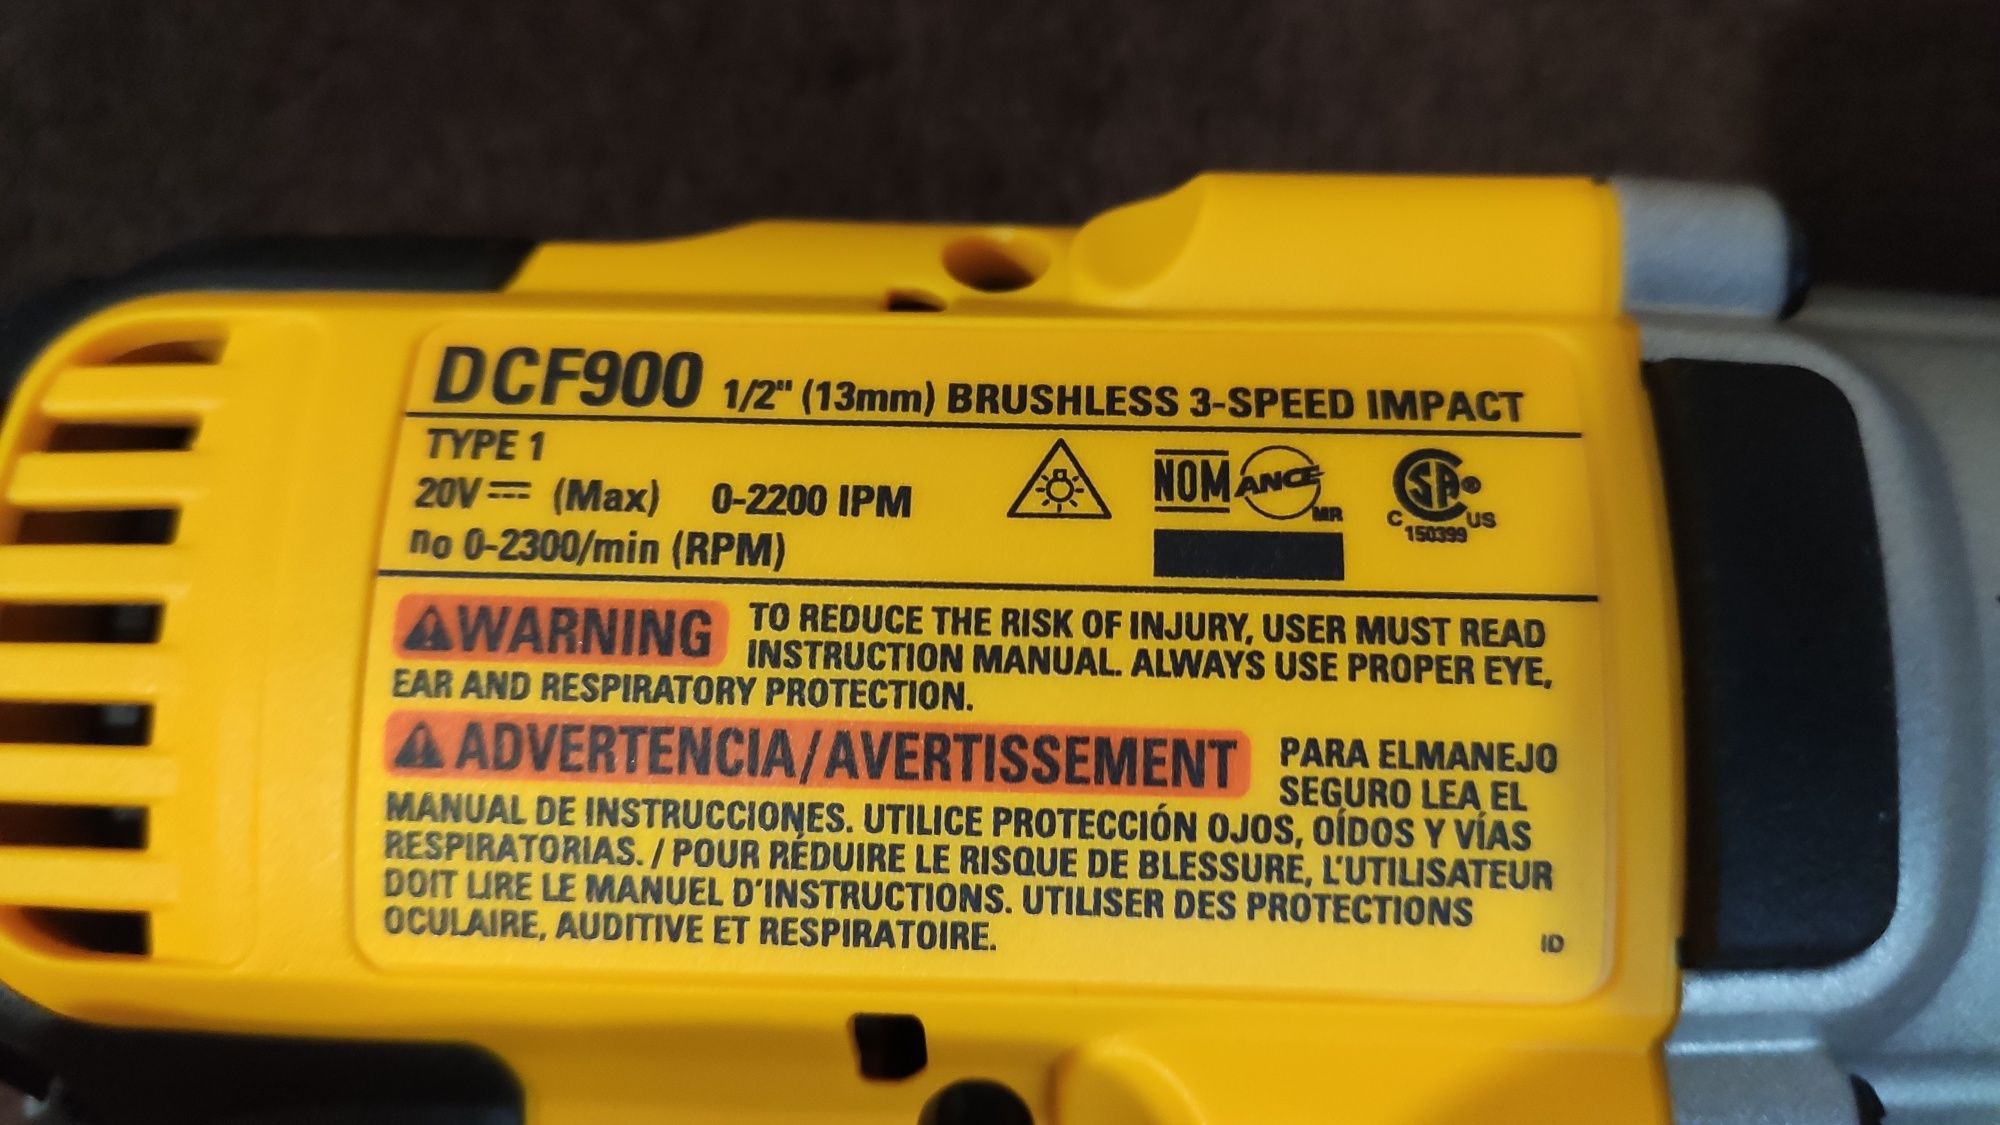 DCF900 1/2" (13mm) BRUSHLESS 3-SPEED IMPACT
TYPE 1
20V (Max) 0-2200 IPM
no 0-2300/min (RPM)
NOM ANCE MR
CSA® C US 150399
WARNING TO REDUCE THE RISK OF INJURY, USER MUST READ
INSTRUCTION MANUAL. ALWAYS USE PROPER EYE,
EAR AND RESPIRATORY PROTECTION.
ADVERTENCIA/AVERTISSEMENT PARA ELMANEJO
SEGURO LEA EL
MANUAL DE INSTRUCCIONES. UTILICE PROTECCIÓN OJOS, OÍDOS Y VÍAS
RESPIRATORIAS. / POUR RÉDUIRE LE RISQUE DE BLESSURE, L'UTILISATEUR
DOIT LIRE LE MANUEL D'INSTRUCTIONS. UTILISER DES PROTECTIONS
OCULAIRE, AUDITIVE ET RESPIRATOIRE.
ID